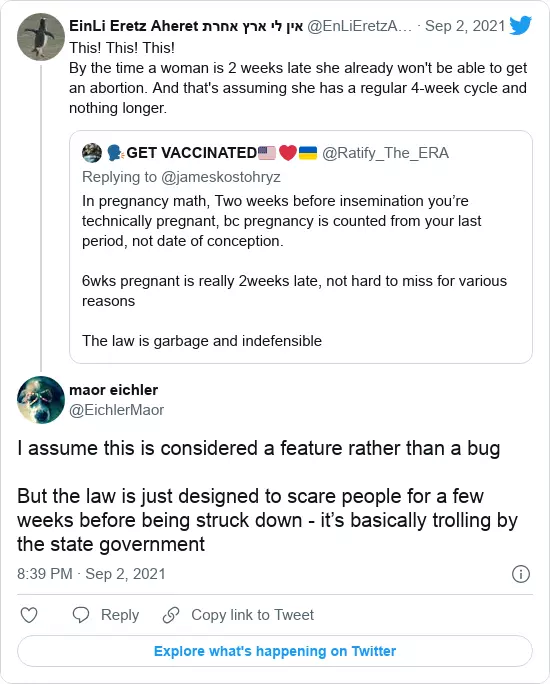 EinLi Eretz Aheret אין לי ארץ אחרת @EnLiEretzA… · Sep 2, 2021
This! This! This!
By the time a woman is 2 weeks late she already won't be able to get
an abortion. And that's assuming she has a regular 4-week cycle and
nothing longer.
GET VACCINATED @Ratify_The_ERA
Replying to @jameskostohryz
In pregnancy math, Two weeks before insemination you’re
technically pregnant, bc pregnancy is counted from your last
period, not date of conception.
6wks pregnant is really 2weeks late, not hard to miss for various
reasons
The law is garbage and indefensible
maor eichler
@EichlerMaor
I assume this is considered a feature rather than a bug
But the law is just designed to scare people for a few
weeks before being struck down - it’s basically trolling by
the state government
8:39 PM · Sep 2, 2021
Reply
Copy link to Tweet
Explore what's happening on Twitter